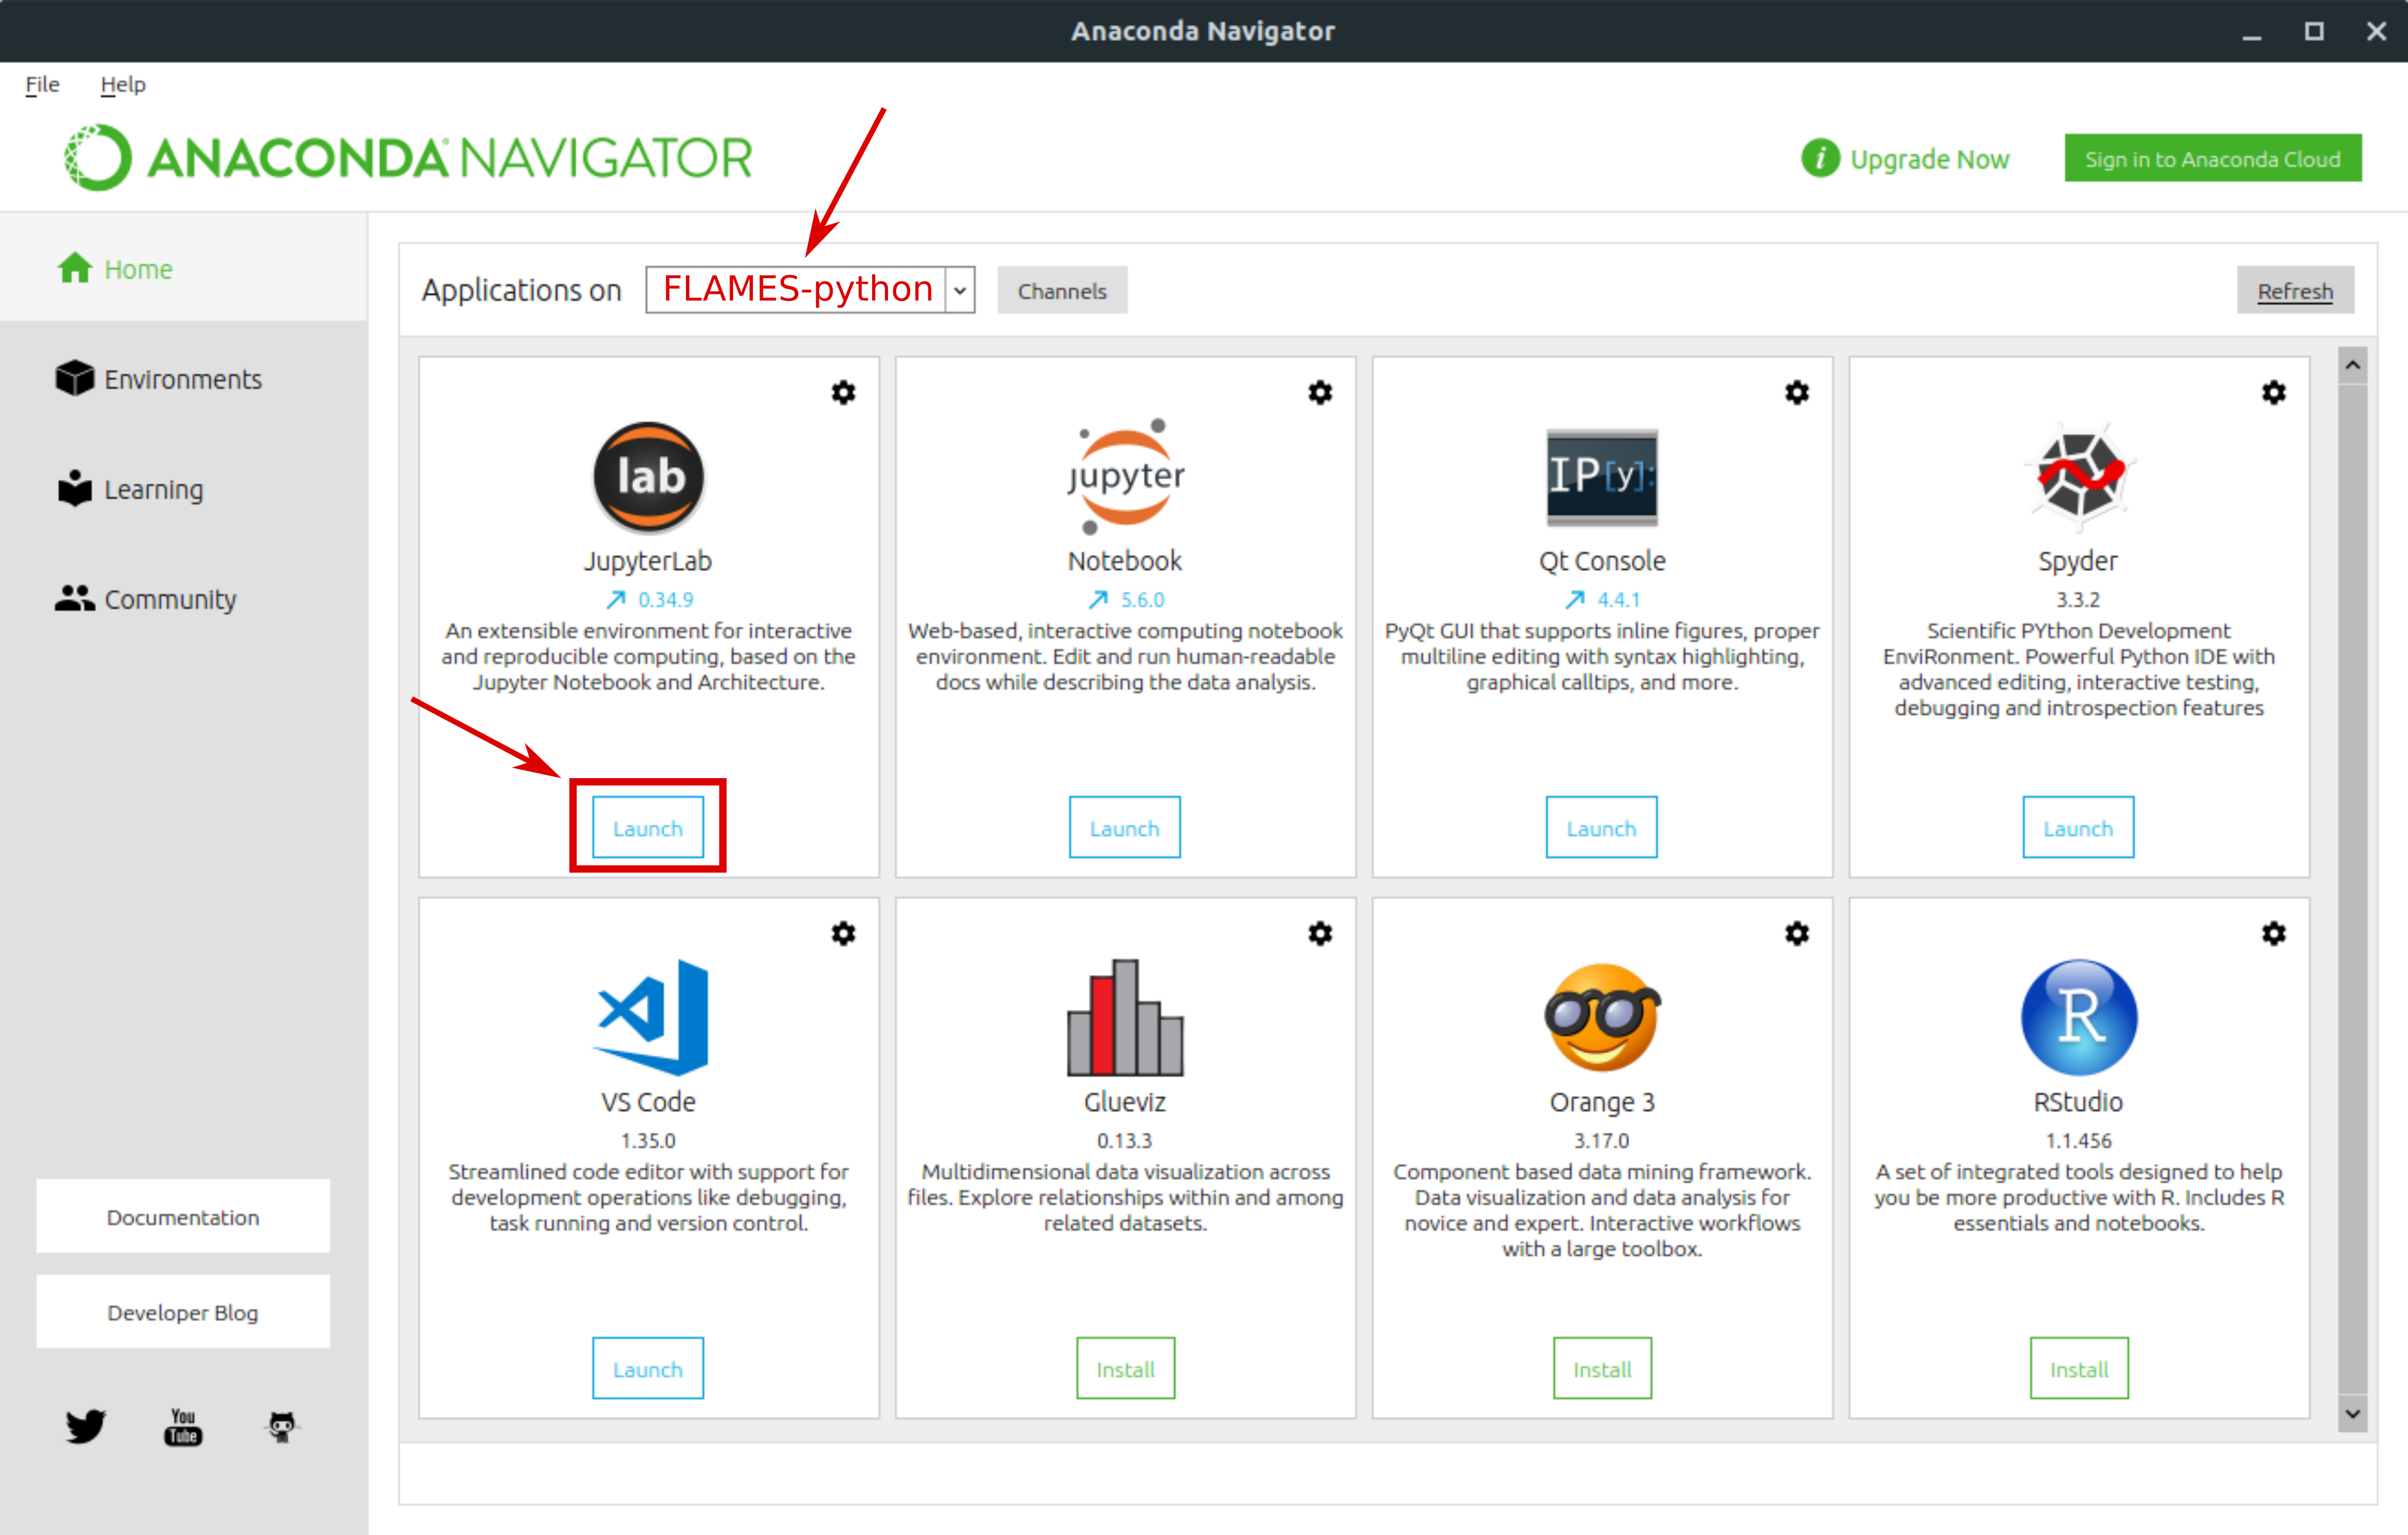 Anaconda Navigator
File Help
ANACONDA NAVIGATOR
Upgrade Now
Sign in to Anaconda Cloud
Home
Environments
Learning
Community
Documentation
Developer Blog
You
Tube
Applications on FLAMES-python Channels Refresh
lab
JupyterLab
0.34.9
An extensible environment for interactive
and reproducible computing, based on the
Jupyter Notebook and Architecture.
Launch
jupyter
Notebook
5.6.0
Web-based, interactive computing notebook
environment. Edit and run human-readable
docs while describing the data analysis.
Launch
IP[y]:
Qt Console
4.4.1
PyQt GUI that supports inline figures, proper
multiline editing with syntax highlighting,
graphical calltips, and more.
Launch
Spyder
3.3.2
Scientific PYthon Development
EnviRonment. Powerful Python IDE with
advanced editing, interactive testing,
debugging and introspection features
Launch
VS Code
1.35.0
Streamlined code editor with support for
development operations like debugging,
task running and version control.
Launch
Glueviz
0.13.3
Multidimensional data visualization across
files. Explore relationships within and among
related datasets.
Install
Orange 3
3.17.0
Component based data mining framework.
Data visualization and data analysis for
novice and expert. Interactive workflows
with a large toolbox.
Install
R
RStudio
1.1.456
A set of integrated tools designed to help
you be more productive with R. Includes R
essentials and notebooks.
Install